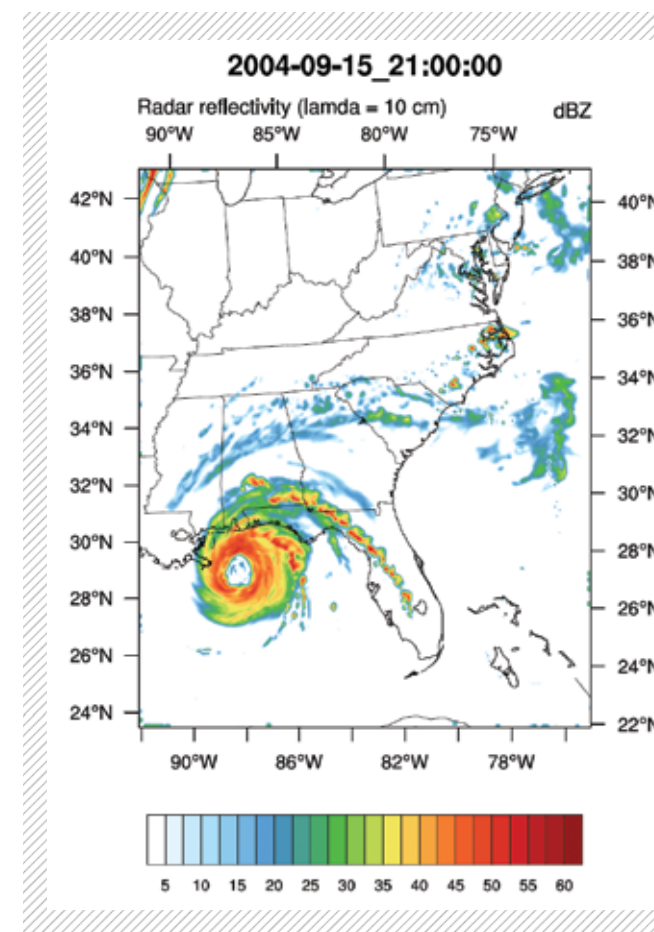 2004-09-15_21:00:00
Radar reflectivity (lamda = 10 cm) dBZ
90°W 85°W 80°W 75°W
42°N 40°N
40°N 38°N
38°N 36°N
36°N 34°N
34°N 32°N
32°N 30°N
30°N 28°N
28°N 26°N
26°N 24°N
24°N 22°N
90°W 86°W 82°W 78°W
5 10 15 20 25 30 35 40 45 50 55 60